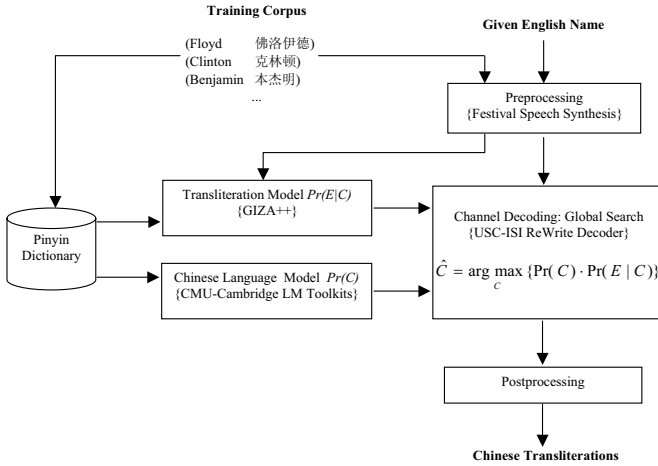 Training Corpus
(Floyd 佛洛伊德)
(Clinton 克林顿)
(Benjamin 本杰明)
...
Given English Name
Preprocessing
{Festival Speech Synthesis}
Transliteration Model Pr(E|C)
{GIZA++}
Pinyin
Dictionary
Chinese Language Model Pr(C)
{CMU-Cambridge LM Toolkits}
Channel Decoding: Global Search
{USC-ISI ReWrite Decoder}
Ĉ = arg max {Pr( C ) · Pr( E | C )}
C
Postprocessing
Chinese Transliterations